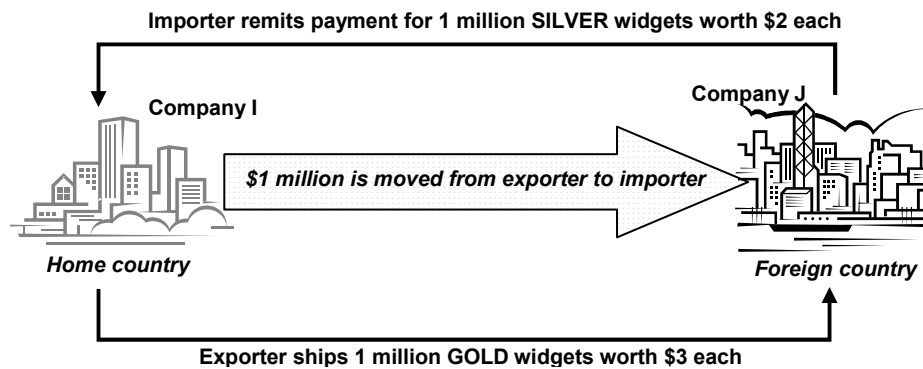 Importer remits payment for 1 million SILVER widgets worth $2 each
Company I
Company J
$1 million is moved from exporter to importer
Home country
Foreign country
Exporter ships 1 million GOLD widgets worth $3 each